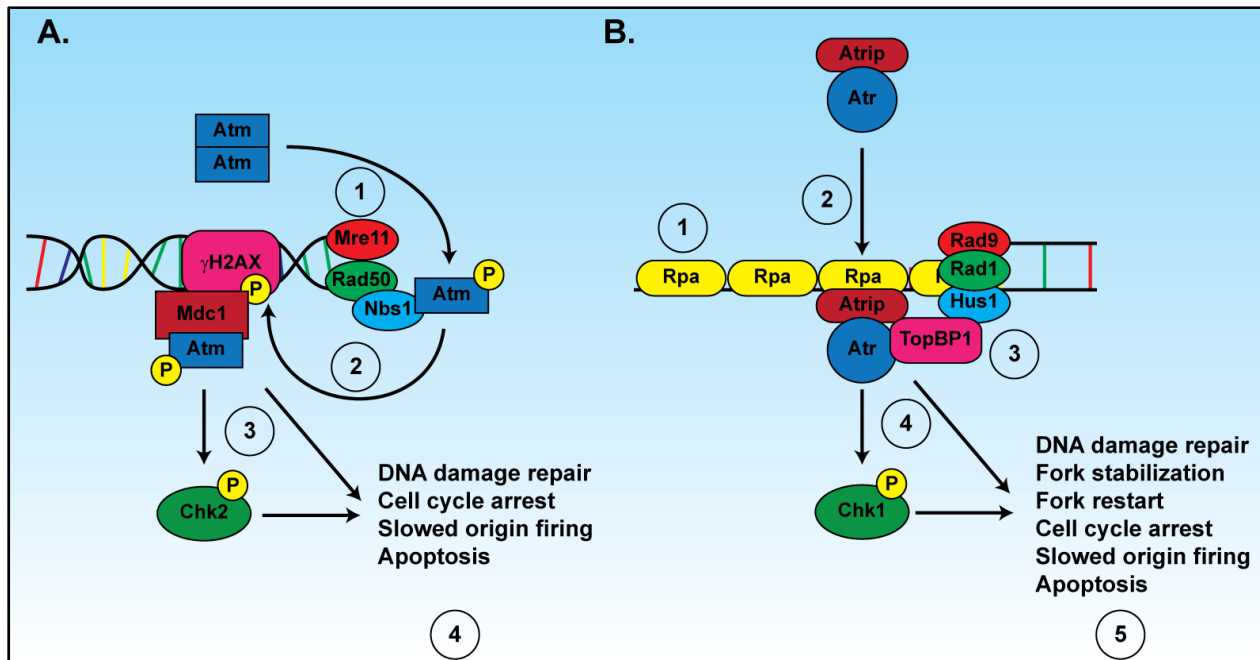 A.
Atm
Atm
1
Mre11
γH2AX
Rad50
P
P
Atm
Nbs1
Mdc1
Atm
P
2
3
P
Chk2
DNA damage repair
Cell cycle arrest
Slowed origin firing
Apoptosis
4
B.
Atrip
Atr
2
1
Rad9
Rpa
Rpa
Rpa
R
Rad1
Hus1
Atrip
TopBP1
Atr
3
4
P
Chk1
DNA damage repair
Fork stabilization
Fork restart
Cell cycle arrest
Slowed origin firing
Apoptosis
5